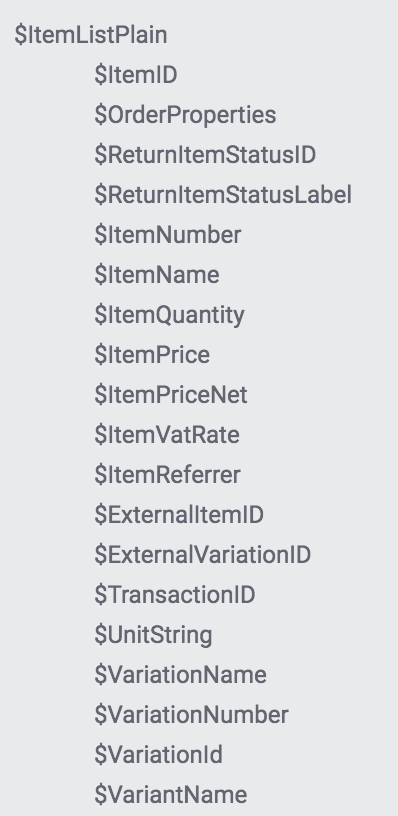 $ItemListPlain
$ItemID
$OrderProperties
$ReturnItemStatusID
$ReturnItemStatusLabel
$ItemNumber
$ItemName
$ItemQuantity
$ItemPrice
$ItemPriceNet
$ItemVatRate
$ItemReferrer
$ExternalItemID
$ExternalVariationID
$TransactionID
$UnitString
$VariationName
$VariationNumber
$VariationId
$VariantName